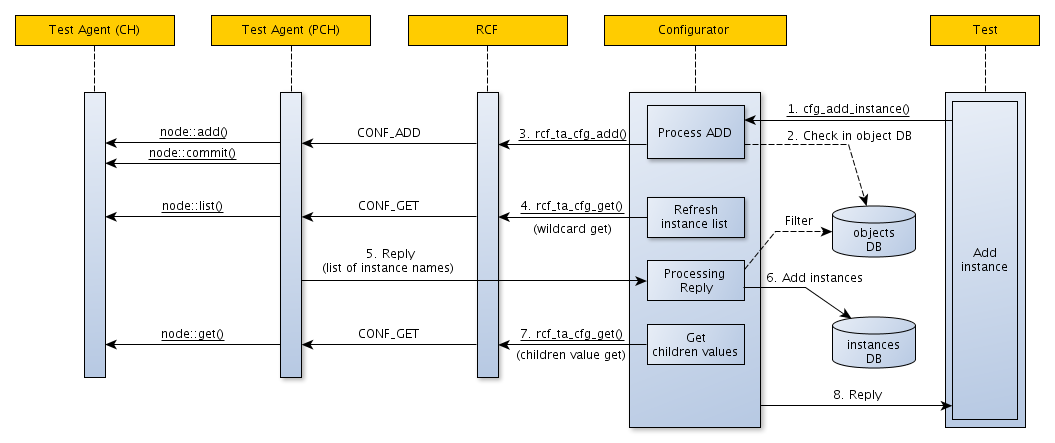 Test Agent (CH)
Test Agent (PCH)
RCF
Configurator
Test
1. cfg_add_instance()
Process ADD
2. Check in object DB
3. rcf_ta_cfg_add()
CONF_ADD
node::add()
node::commit()
Refresh
instance list
4. rcf_ta_cfg_get()
(wildcard get)
CONF_GET
node::list()
Filter
objects
DB
Add
instance
5. Reply
(list of instance names)
Processing
Reply
6. Add instances
instances
DB
Get
children values
7. rcf_ta_cfg_get()
(children value get)
CONF_GET
node::get()
8. Reply